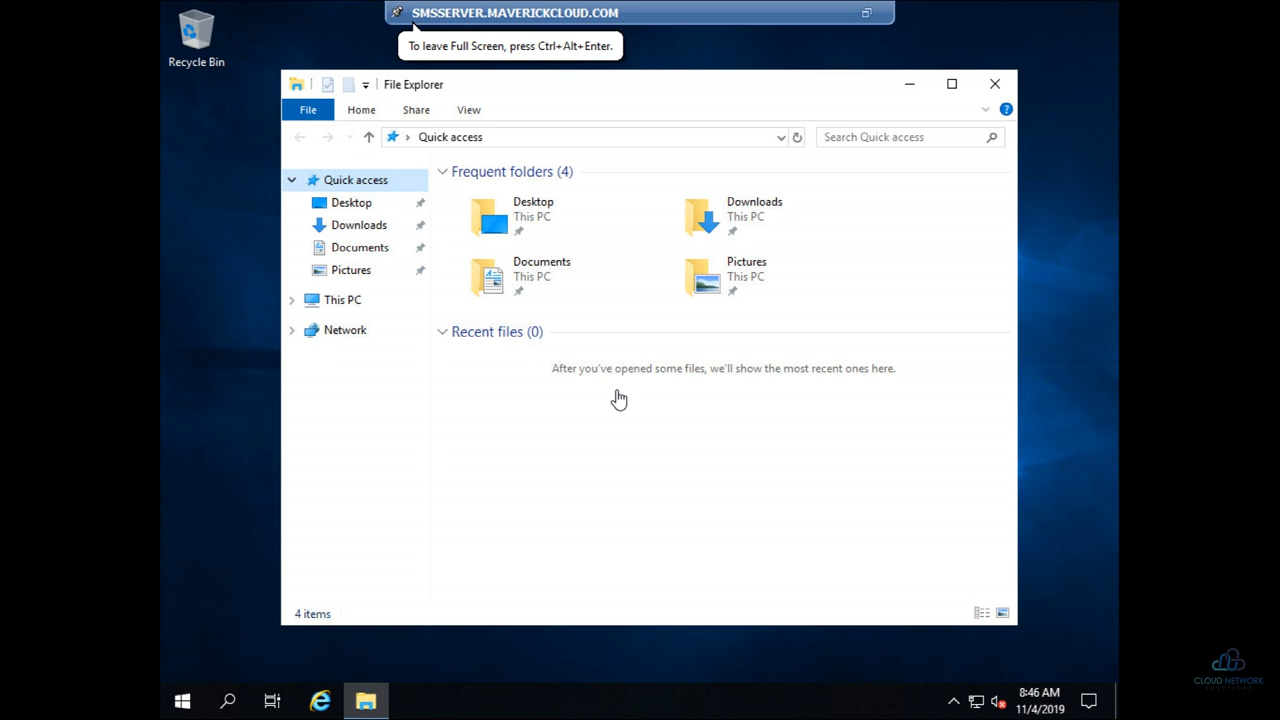 SMSSERVER.MAVERICKCLOUD.COM
To leave Full Screen, press Ctrl+Alt+Enter.
Recycle Bin
File Explorer
File Home Share View
Quick access
Search Quick access
Quick access
Desktop
Downloads
Documents
Pictures
This PC
Network
Frequent folders (4)
Desktop
This PC
Downloads
This PC
Documents
This PC
Pictures
This PC
Recent files (0)
After you've opened some files, we'll show the most recent ones here.
4 items
8:46 AM
11/4/2019
CLOUD NETWORK
SOLUTIONS